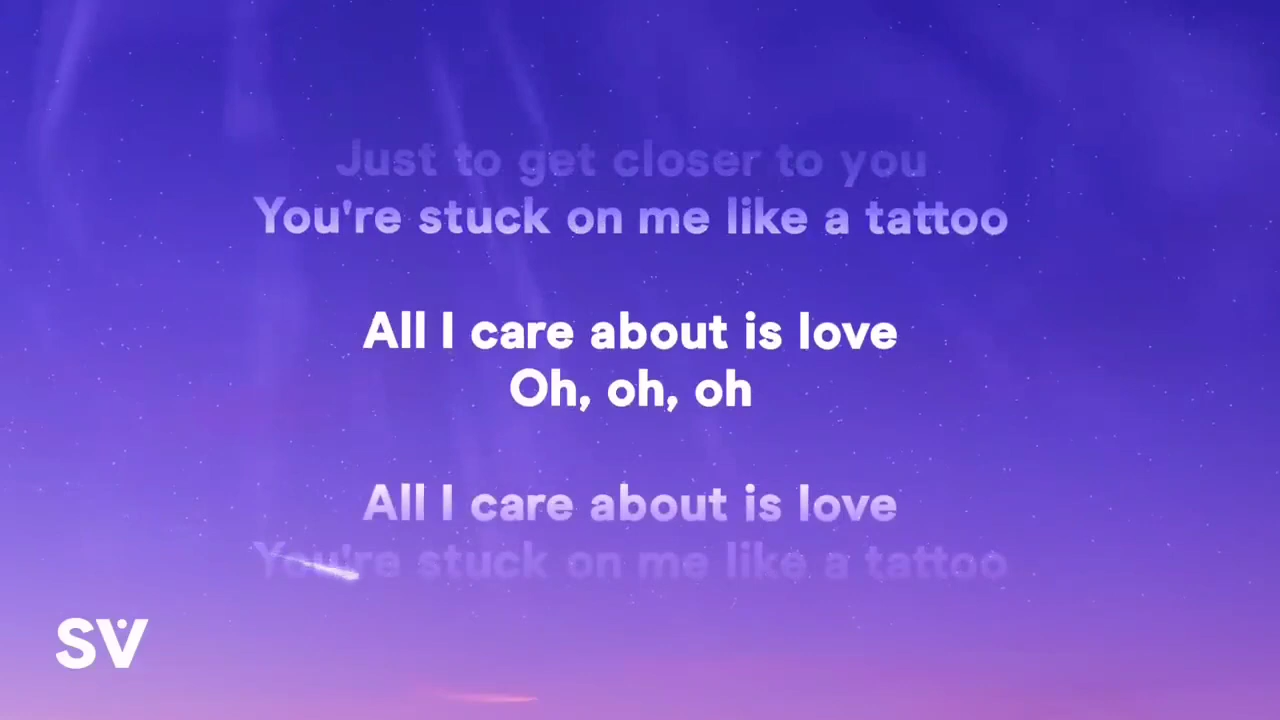 Just to get closer to you
You're stuck on me like a tattoo
All I care about is love
Oh, oh, oh
All I care about is love
You're stuck on me like a tattoo
SV